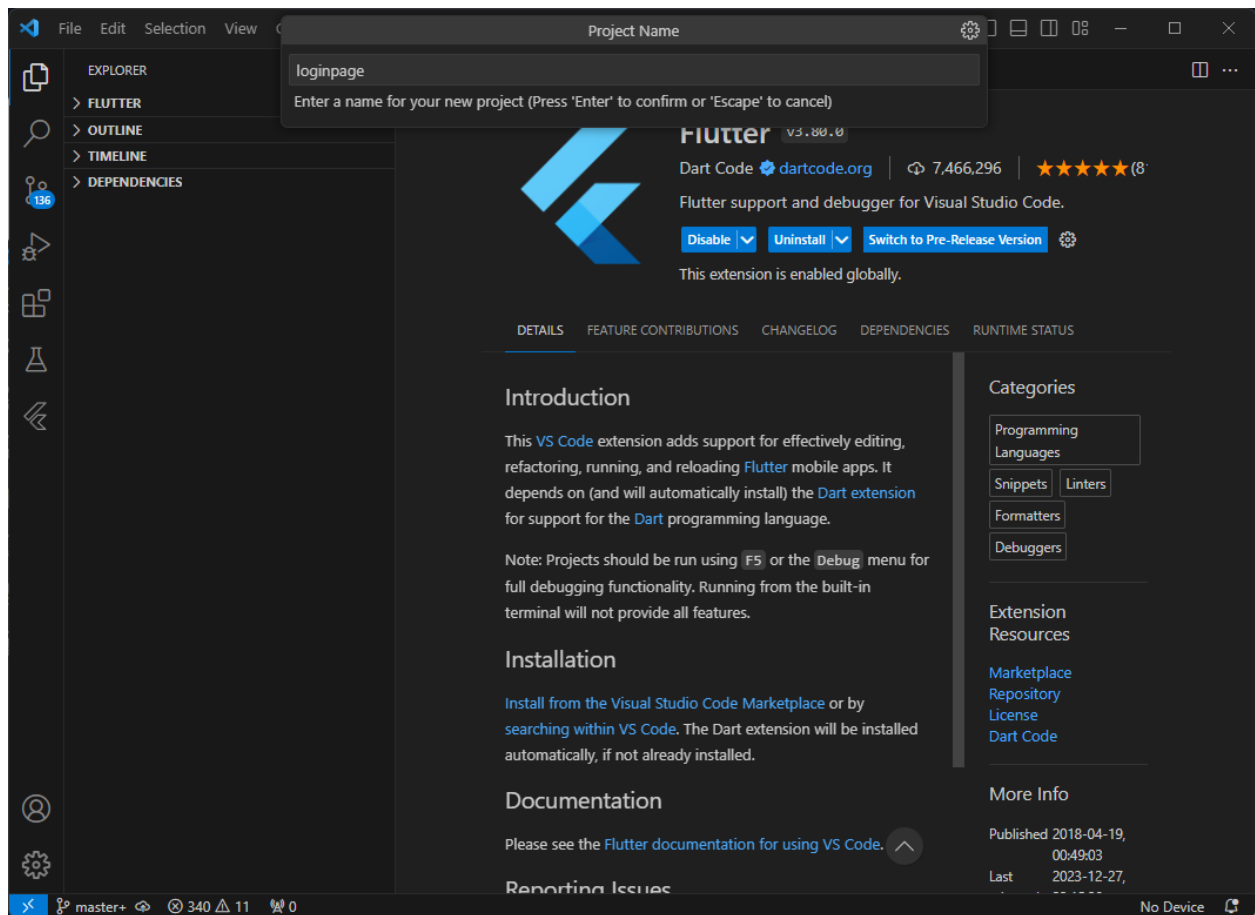 File Edit Selection View
Project Name
loginpage
Enter a name for your new project (Press 'Enter' to confirm or 'Escape' to cancel)
EXPLORER
FLUTTER
OUTLINE
TIMELINE
DEPENDENCIES
136
Flutter v3.80.0
Dart Code dartcode.org 7,466,296 ★★★★★(8
Flutter support and debugger for Visual Studio Code.
Disable Uninstall Switch to Pre-Release Version
This extension is enabled globally.
DETAILS FEATURE CONTRIBUTIONS CHANGELOG DEPENDENCIES RUNTIME STATUS
Introduction
This VS Code extension adds support for effectively editing,
refactoring, running, and reloading Flutter mobile apps. It
depends on (and will automatically install) the Dart extension
for support for the Dart programming language.
Note: Projects should be run using F5 or the Debug menu for
full debugging functionality. Running from the built-in
terminal will not provide all features.
Installation
Install from the Visual Studio Code Marketplace or by
searching within VS Code. The Dart extension will be installed
automatically, if not already installed.
Documentation
Please see the Flutter documentation for using VS Code.
Reporting Issues
Categories
Programming
Languages
Snippets Linters
Formatters
Debuggers
Extension
Resources
Marketplace
Repository
License
Dart Code
More Info
Published 2018-04-19,
00:49:03
Last 2023-12-27,
master+ 340 11 0 No Device